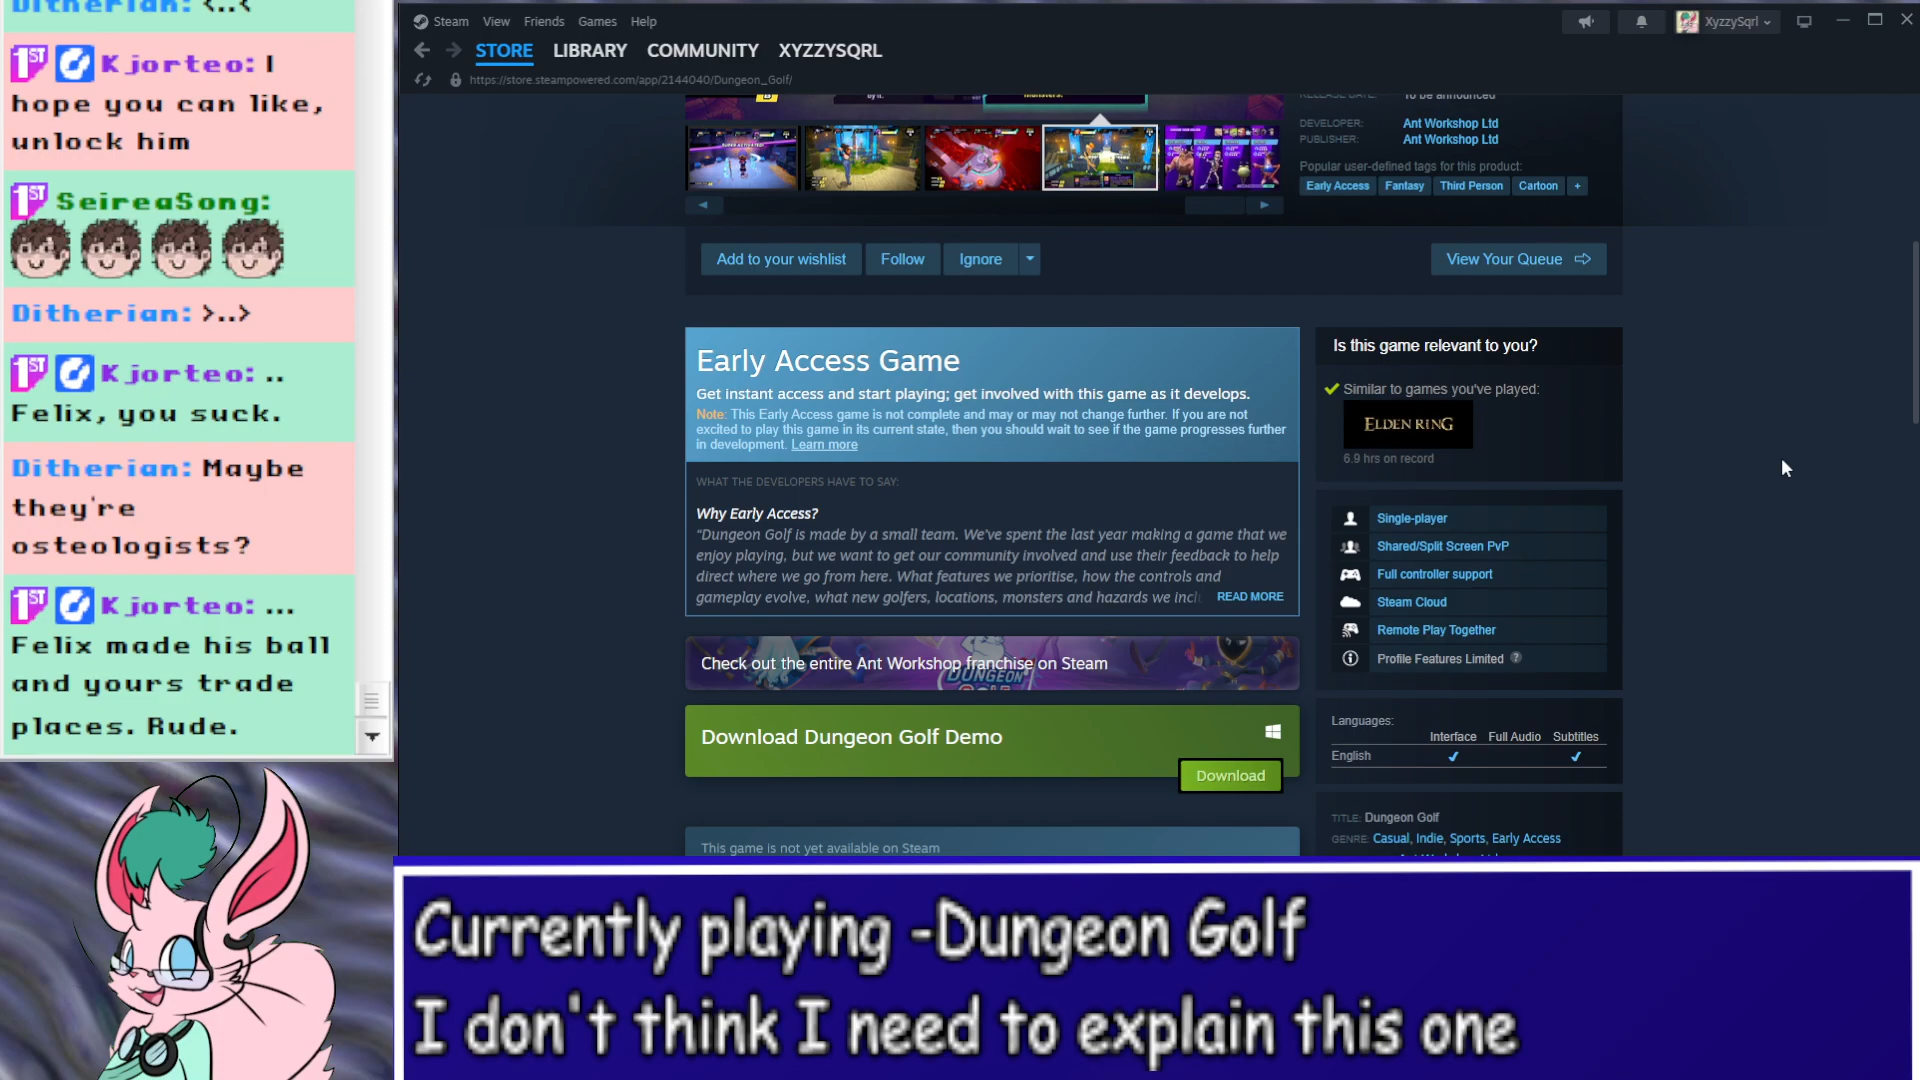 Ditherian: <..<
Kjorteo: I
hope you can like,
unlock him
SeireaSong:
Ditherian: >..>
Kjorteo: ..
Felix, you suck.
Ditherian: Maybe
they're
osteologists?
Kjorteo: ...
Felix made his ball
and yours trade
places. Rude.
Steam View Friends Games Help
XyzzySqrl
STORE LIBRARY COMMUNITY XYZZYSQRL
https://store.steampowered.com/app/2144040/Dungeon_Golf/
RELEASE DATE: To be announced
DEVELOPER: Ant Workshop Ltd
PUBLISHER: Ant Workshop Ltd
Popular user-defined tags for this product:
Early Access Fantasy Third Person Cartoon +
Add to your wishlist Follow Ignore View Your Queue
Early Access Game
Get instant access and start playing; get involved with this game as it develops.
Note: This Early Access game is not complete and may or may not change further. If you are not
excited to play this game in its current state, then you should wait to see if the game progresses further
in development. Learn more
WHAT THE DEVELOPERS HAVE TO SAY:
Why Early Access?
“Dungeon Golf is made by a small team. We've spent the last year making a game that we
enjoy playing, but we want to get our community involved and use their feedback to help
direct where we go from here. What features we prioritise, how the controls and
gameplay evolve, what new golfers, locations, monsters and hazards we incl READ MORE
Check out the entire Ant Workshop franchise on Steam
DUNGEON
Download Dungeon Golf Demo
Download
This game is not yet available on Steam
Is this game relevant to you?
Similar to games you've played:
ELDEN RING
6.9 hrs on record
Single-player
Shared/Split Screen PvP
Full controller support
Steam Cloud
Remote Play Together
Profile Features Limited ?
Languages:
Interface Full Audio Subtitles
English ✔ ✔
TITLE: Dungeon Golf
GENRE: Casual, Indie, Sports, Early Access
Currently playing -Dungeon Golf
I don't think I need to explain this one